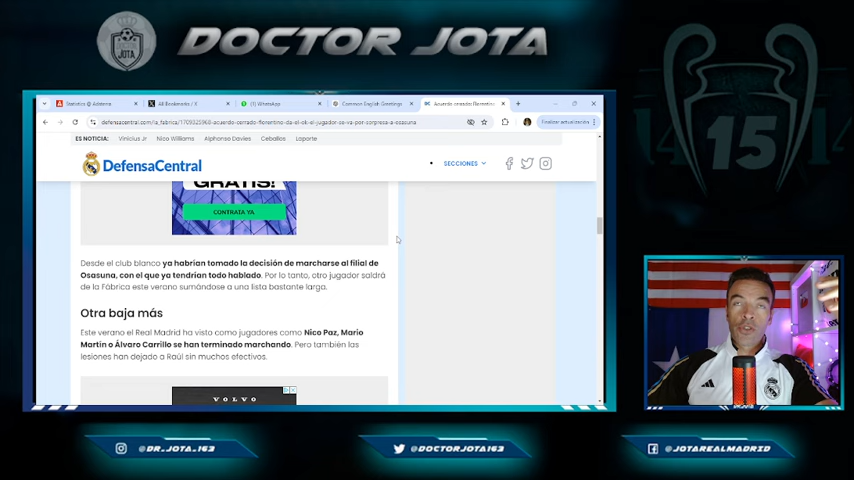 DOCTOR JOTA
DOCTOR
JOTA
15
Statistics @ Adsterra
All Bookmarks / X
(1) WhatsApp
Common English Greetings
Acuerdo cerrado: Florentino
defensacentral.com/la_fabrica/1709325968-acuerdo-cerrado-florentino-da-el-ok-el-jugador-se-va-por-sorpresa-a-osasuna
Finalizar actualización
ES NOTICIA: Vinicius Jr Nico Williams Alphonso Davies Ceballos Laporte
DefensaCentral
SECCIONES
GRATIS!
CONTRATA YA
Desde el club blanco ya habrían tomado la decisión de marcharse al filial de
Osasuna, con el que ya tendrían todo hablado. Por lo tanto, otro jugador saldrá
de la fábrica este verano sumándose a una lista bastante larga.
Otra baja más
Este verano el Real Madrid ha visto como jugadores como Nico Paz, Mario
Martín o Álvaro Carrillo se han terminado marchando. Pero también las
lesiones han dejado a Raúl sin muchos efectivos.
VOLVO
@DR.JOTA.163
@DOCTORJOTA163
@JOTAREALMADRID